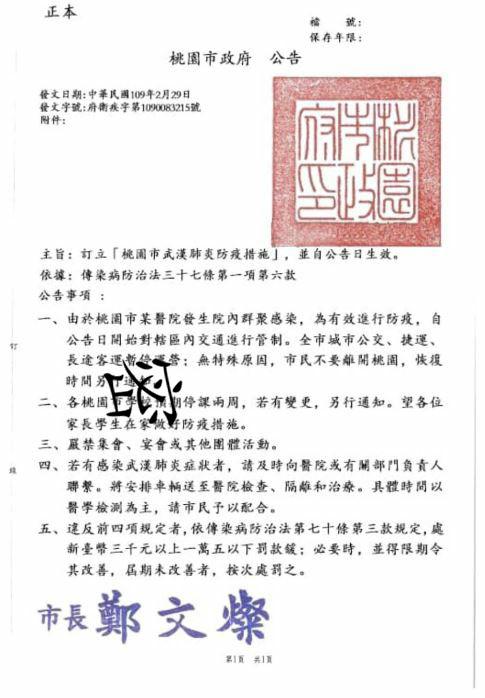 正本
檔　　號：
保存年限：
桃園市政府　公告
發文日期:中華民國109年2月29日
發文字號:府衛疾字第1090083215號
附件:
桃園市政府印
主旨：訂立「桃園市武漢肺炎防疫措施」，並自公告日生效。
依據：傳染病防治法三十七條第一項第六款
公告事項：
一、由於桃園市某醫院發生院內群聚感染，為有效進行防疫，自
公告日開始對轄區內交通進行管制。全市城市公交、捷運、
長途客運暫停運營；無特殊原因，市民不要離開桃園，恢復
時間另行通知。
二、各桃園市學校預期停課兩周，若有變更，另行通知。望各位
家長學生在家做好防疫措施。
三、嚴禁集會、宴會或其他團體活動。
四、若有感染武漢肺炎症狀者，請及時向醫院或有關部門負責人
聯繫。將安排車輛送至醫院檢查、隔離和治療。具體時間以
醫學檢測為主，請市民予以配合。
五、違反前四項規定者，依傳染病防治法第七十條第三款規定，處
新臺幣三千元以上一萬五以下罰款鍰；必要時，並得限期令
其改善，屆期未改善者，按次處罰之。
訂
線
市長 鄭文燦
第1頁　共1頁